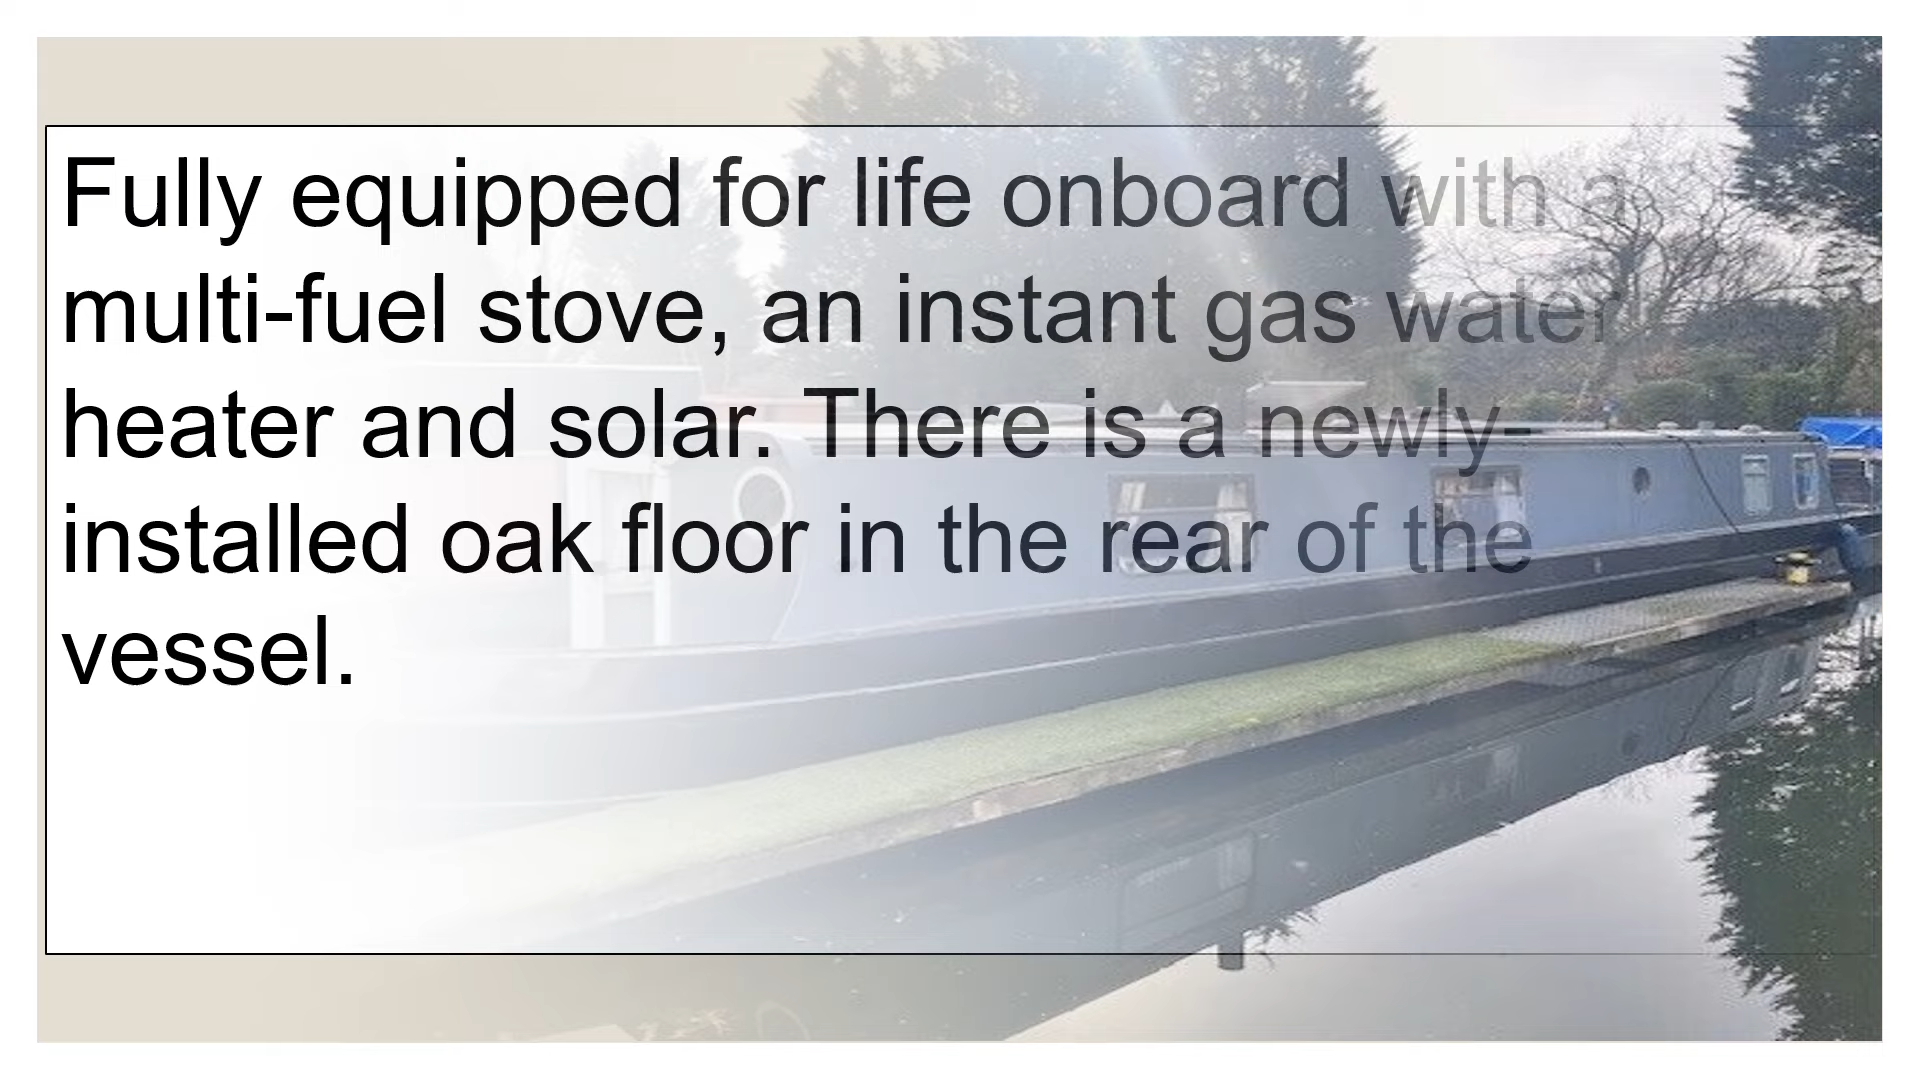 Fully equipped for life onboard with a
multi-fuel stove, an instant gas water
heater and solar. There is a newly-
installed oak floor in the rear of the
vessel.